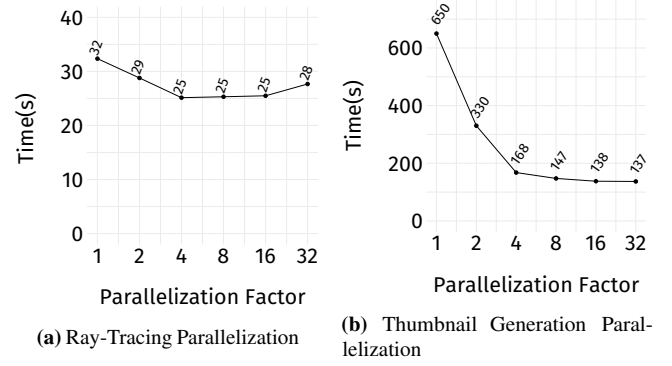 40
30
20
10
0
Time(s)
32
29
25
25
25
28
1 2 4 8 16 32
Parallelization Factor
(a) Ray-Tracing Parallelization
600
400
200
0
Time(s)
650
330
168
147
138
137
1 2 4 8 16 32
Parallelization Factor
(b) Thumbnail Generation Paral-
lelization